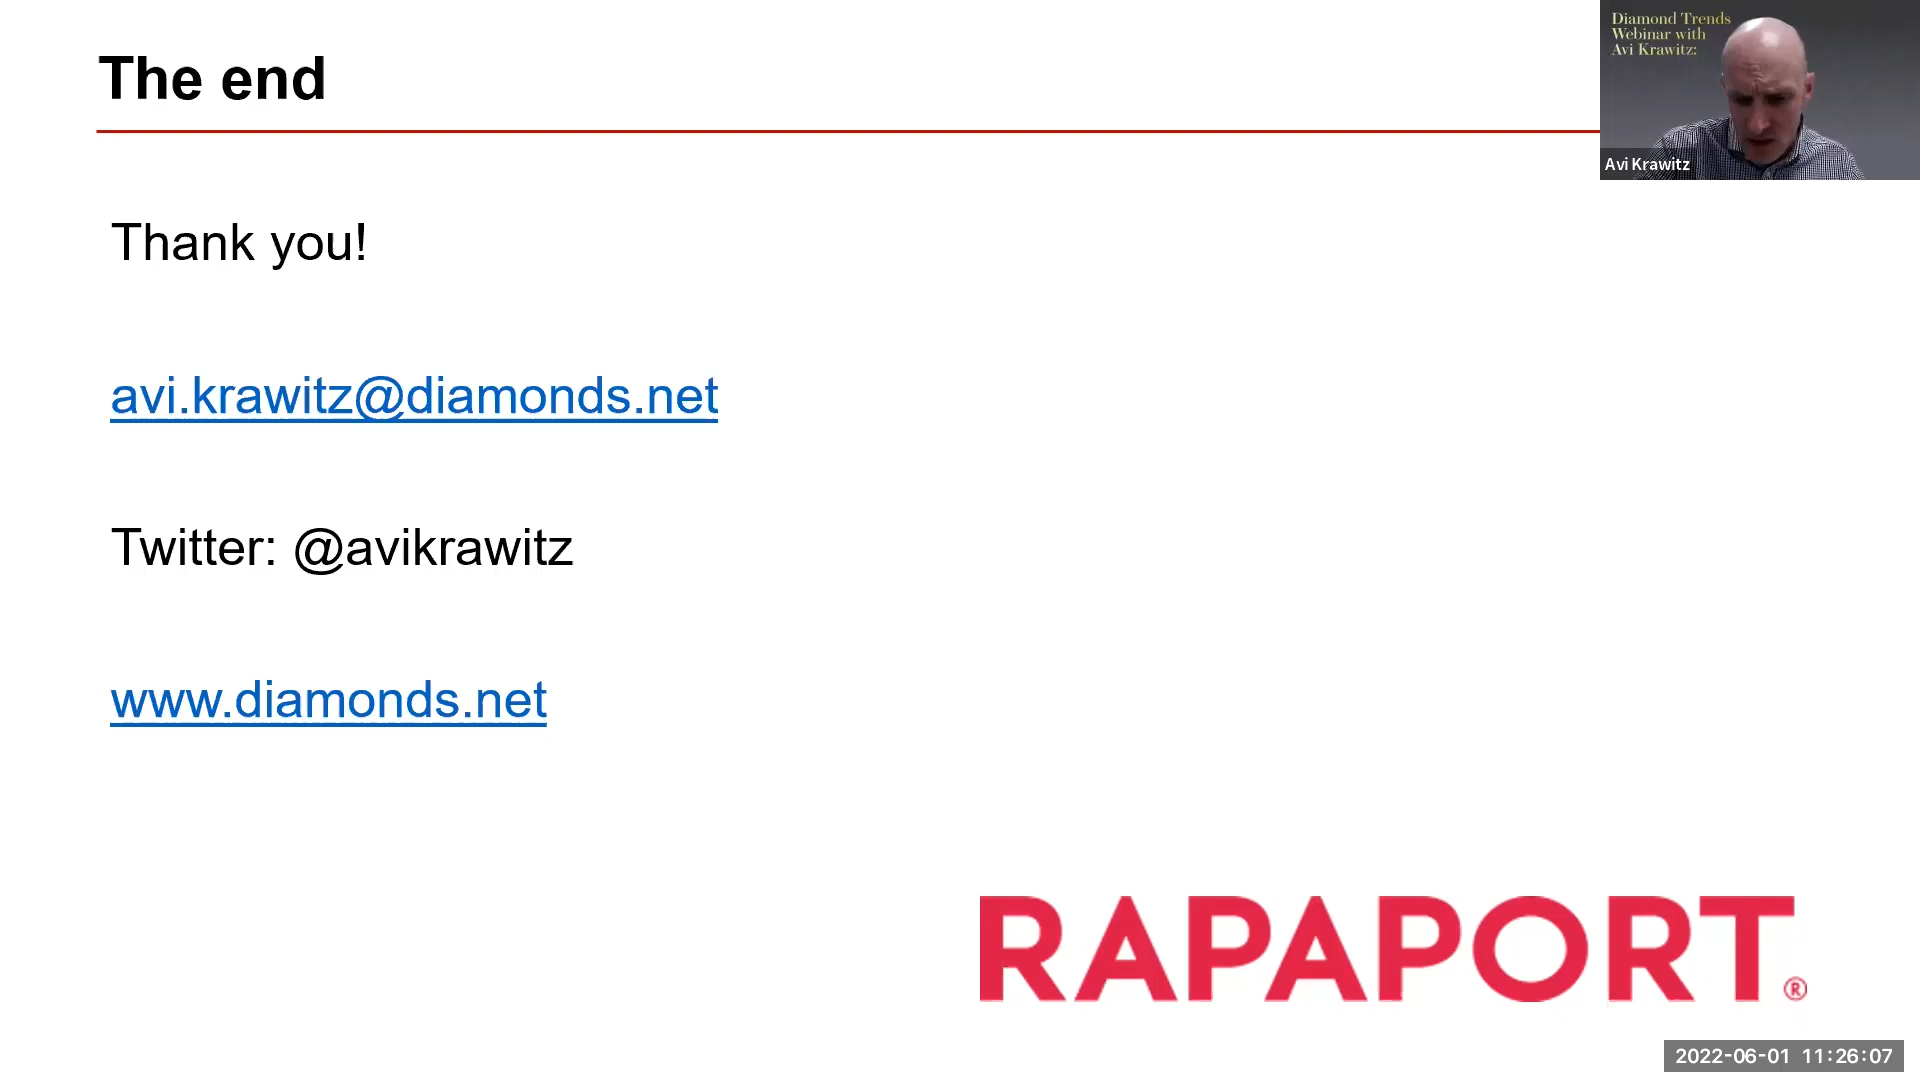 The end
Diamond Trends
Webinar with
Avi Krawitz:
Avi Krawitz
Thank you!
avi.krawitz@diamonds.net
Twitter: @avikrawitz
www.diamonds.net
RAPAPORT®
2022-06-01 11:26:07